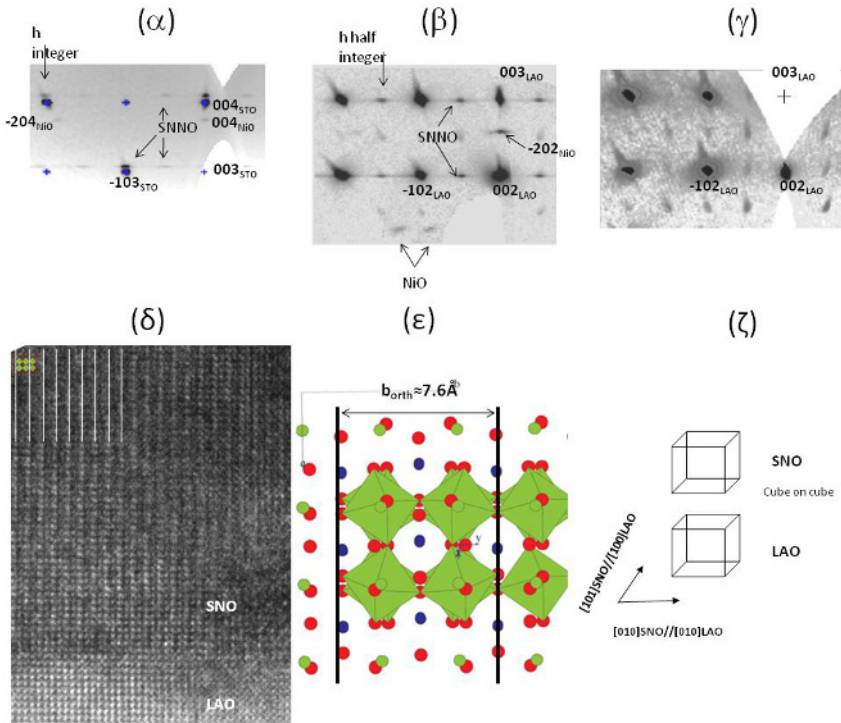 (α)
h
integer
004STO
-204NiO
SNNO
004NiO
003STO
-103STO
(β)
h half
integer
003LAO
SNNO
-202NiO
-102LAO
002LAO
NiO
(γ)
003LAO
-102LAO
002LAO
(δ)
SNO
LAO
(ε)
borth≈7.6Å
y
(ζ)
SNO
Cube on cube
LAO
[101]SNO//[100]LAO
[010]SNO//[010]LAO